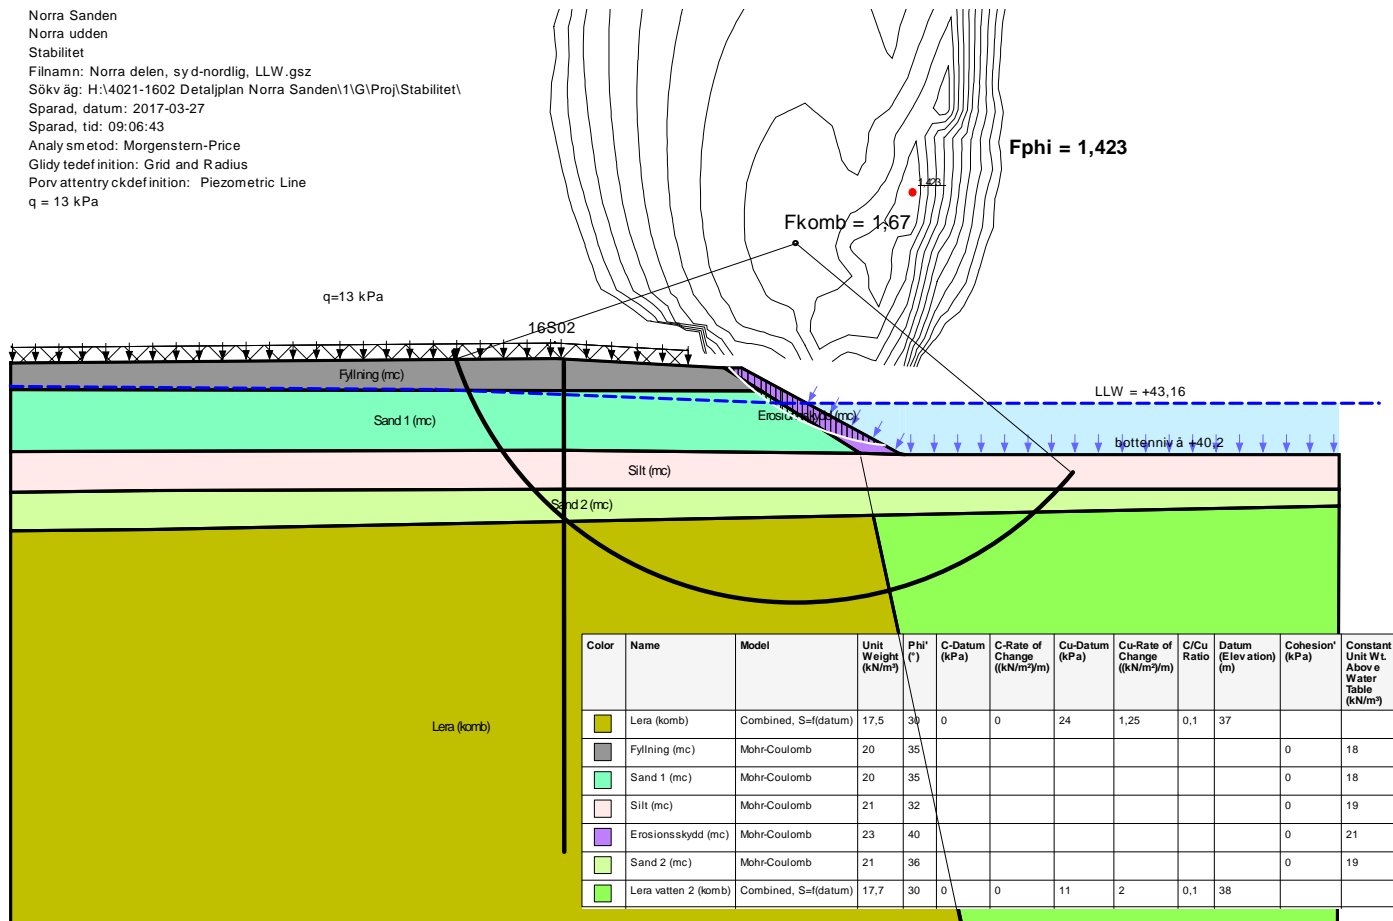 Norra Sanden
Norra udden
Stabilitet
Filnamn: Norra delen, syd-nordlig, LLW.gsz
Sökväg: H:\4021-1602 Detaljplan Norra Sanden\1\G\Proj\Stabilitet\
Sparad, datum: 2017-03-27
Sparad, tid: 09:06:43
Analysmetod: Morgenstern-Price
Glidytedefinition: Grid and Radius
Porvattentryckdefinition: Piezometric Line
q = 13 kPa
Fphi = 1,423
1,423
Fkomb = 1,67
q=13 kPa
16S02
Fyllning (mc)
LLW = +43,16
Sand 1 (mc)
Erosionsskydd (mc)
bottennivå +40,2
Silt (mc)
Sand 2 (mc)
Lera (komb)
Color Name Model Unit Weight (kN/m³) Phi' (°) C-Datum (kPa) C-Rate of Change ((kN/m²)/m) Cu-Datum (kPa) Cu-Rate of Change ((kN/m²)/m) C/Cu Ratio Datum (Elevation) (m) Cohesion' (kPa) Constant Unit Wt. Above Water Table (kN/m³)
Lera (komb) Combined, S=f(datum) 17,5 30 0 0 24 1,25 0,1 37
Fyllning (mc) Mohr-Coulomb 20 35 0 18
Sand 1 (mc) Mohr-Coulomb 20 35 0 18
Silt (mc) Mohr-Coulomb 21 32 0 19
Erosionsskydd (mc) Mohr-Coulomb 23 40 0 21
Sand 2 (mc) Mohr-Coulomb 21 36 0 19
Lera vatten 2 (komb) Combined, S=f(datum) 17,7 30 0 0 11 2 0,1 38